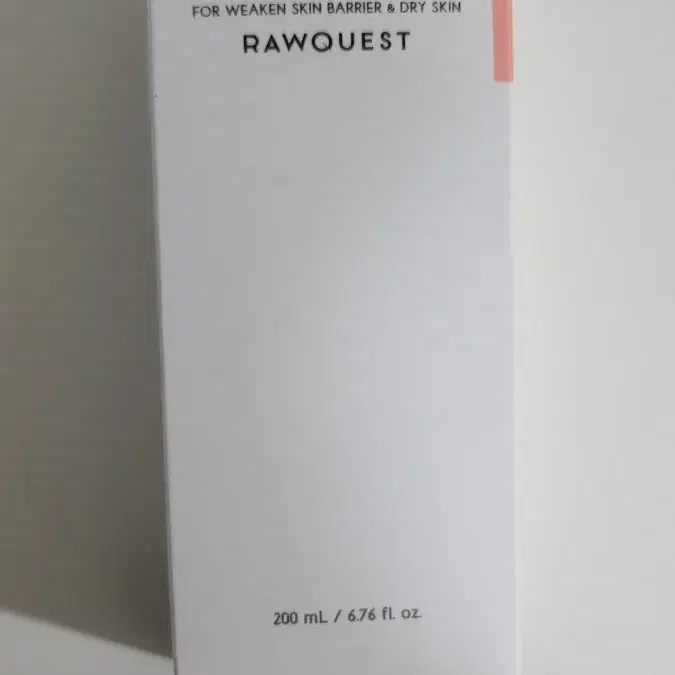 FOR WEAKEN SKIN BARRIER & DRY SKIN
RAWQUEST
200 mL / 6.76 fl. oz.